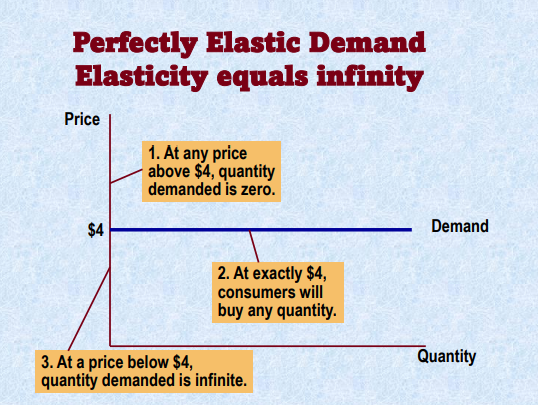 Perfectly Elastic Demand
Elasticity equals infinity
Price
1. At any price
above $4, quantity
demanded is zero.
$4
Demand
2. At exactly $4,
consumers will
buy any quantity.
Quantity
3. At a price below $4,
quantity demanded is infinite.